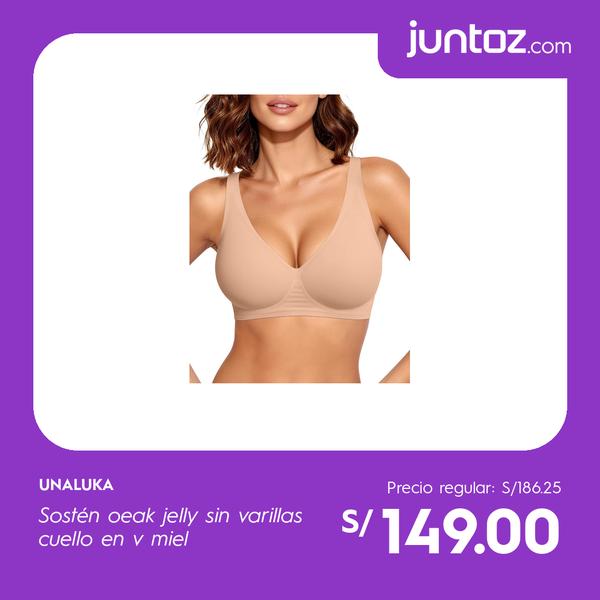 juntoz.com
UNALUKA
Sostén oeak jelly sin varillas
cuello en v miel
Precio regular: S/186.25
S/ 149.00